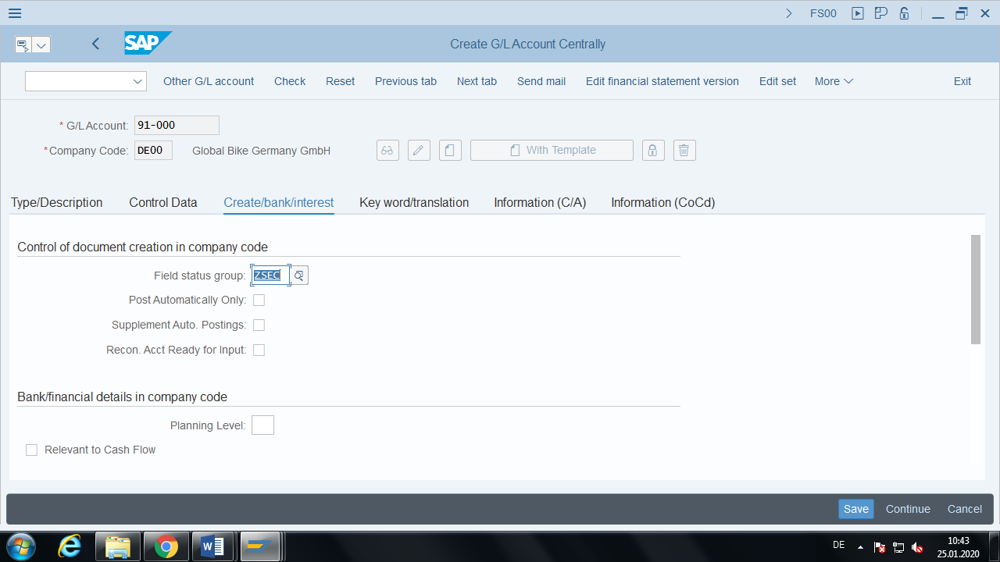 FS00
SAP
Create G/L Account Centrally
Other G/L account Check Reset Previous tab Next tab Send mail Edit financial statement version Edit set More Exit
* G/L Account: 91-000
* Company Code: DE00 Global Bike Germany GmbH With Template
Type/Description Control Data Create/bank/interest Key word/translation Information (C/A) Information (CoCd)
Control of document creation in company code
Field status group: ZSEC
Post Automatically Only:
Supplement Auto. Postings:
Recon. Acct Ready for Input:
Bank/financial details in company code
Planning Level:
Relevant to Cash Flow
Save Continue Cancel
DE 10:43
25.01.2020